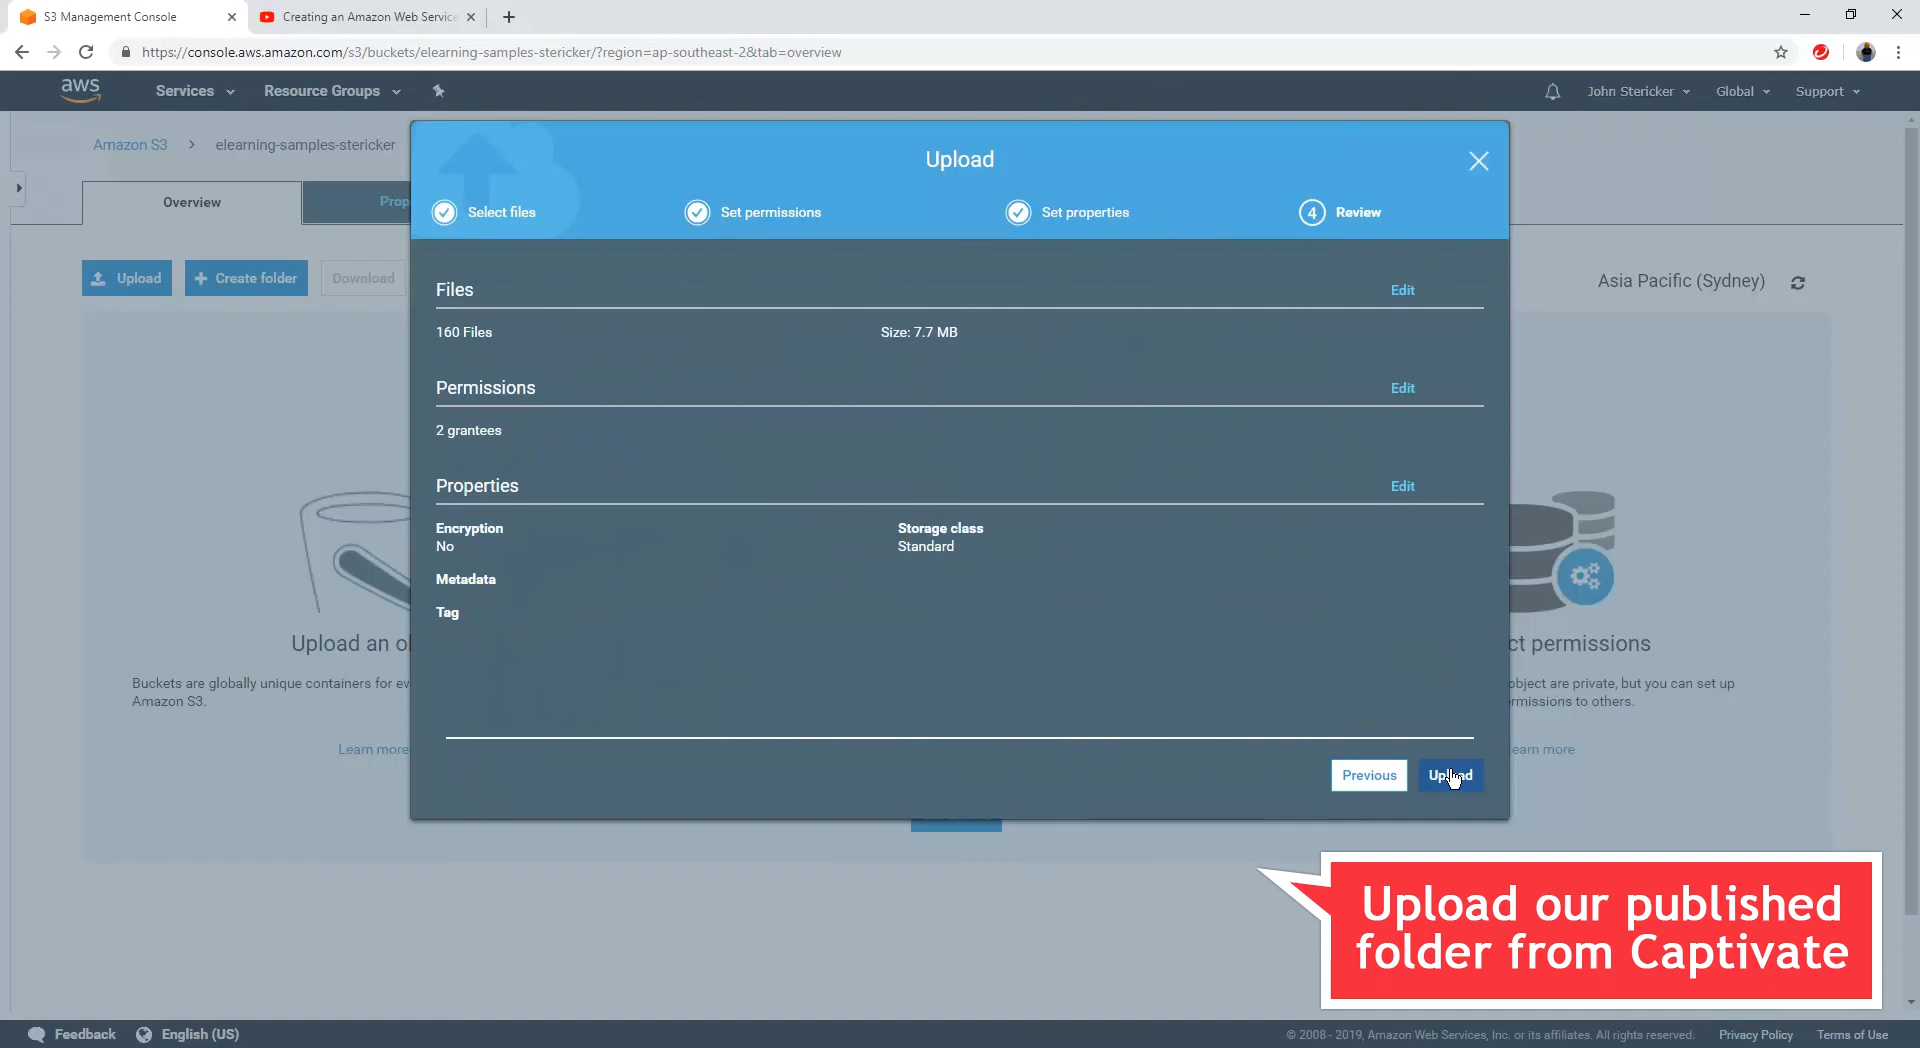 S3 Management Console
Creating an Amazon Web Service
https://console.aws.amazon.com/s3/buckets/elearning-samples-stericker/?region=ap-southeast-2&tab=overview
aws
Services
Resource Groups
John Stericker
Global
Support
Amazon S3
elearning-samples-stericker
Overview
Prop
Upload
Create folder
Download
Asia Pacific (Sydney)
Upload
Select files
Set permissions
Set properties
4
Review
Files
Edit
160 Files
Size: 7.7 MB
Permissions
Edit
2 grantees
Properties
Edit
Encryption
No
Storage class
Standard
Metadata
Tag
Previous
Upload
Upload an ob
Buckets are globally unique containers for ev
Amazon S3.
Learn more
ct permissions
object are private, but you can set up
rmissions to others.
earn more
Upload our published
folder from Captivate
Feedback
English (US)
© 2008 - 2019, Amazon Web Services, Inc. or its affiliates. All rights reserved.
Privacy Policy
Terms of Use